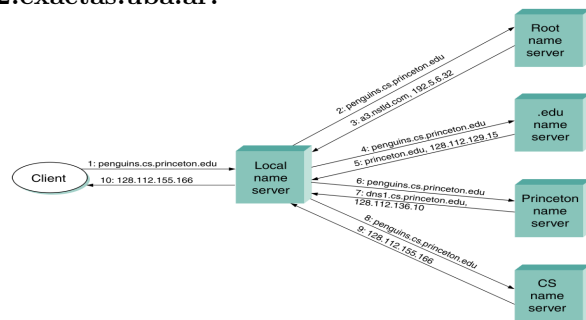 2.exactas.uba.ar?
Root
name
server
2: penguins.cs.princeton.edu
3: a3.nstld.com, 192.5.6.32
.edu
name
server
4: penguins.cs.princeton.edu
5: princeton.edu, 128.112.129.15
Client
1: penguins.cs.princeton.edu
10: 128.112.155.166
Local
name
server
6: penguins.cs.princeton.edu
7: dns1.cs.princeton.edu,
128.112.136.10
Princeton
name
server
8: penguins.cs.princeton.edu
9: 128.112.155.166
CS
name
server